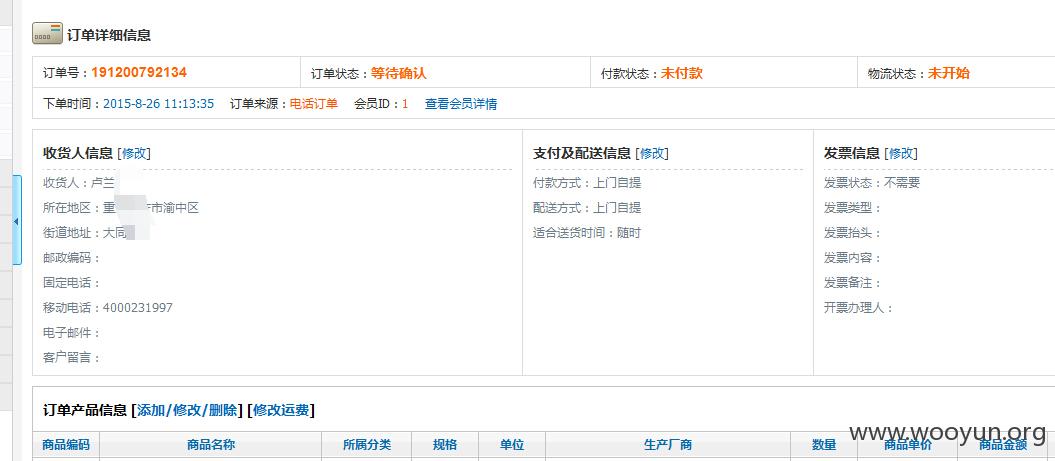 订单详细信息
订单号：191200792134 订单状态：等待确认 付款状态：未付款 物流状态：未开始
下单时间：2015-8-26 11:13:35 订单来源：电话订单 会员ID：1 查看会员详情
收货人信息 [修改]
收货人：卢兰
所在地区：重 市渝中区
街道地址：大同
邮政编码：
固定电话：
移动电话：4000231997
电子邮件：
客户留言：
支付及配送信息 [修改]
付款方式：上门自提
配送方式：上门自提
适合送货时间：随时
发票信息 [修改]
发票状态：不需要
发票类型：
发票抬头：
发票内容：
发票备注：
开票办理人：
订单产品信息 [添加/修改/删除] [修改运费]
商品编码 商品名称 所属分类 规格 单位 生产厂商 数量 商品单价 商品金额
www.wooyun.org